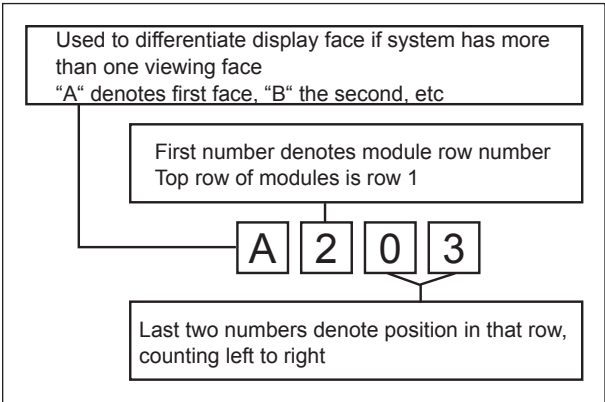 Used to differentiate display face if system has more
than one viewing face
“A“ denotes first face, “B“ the second, etc
First number denotes module row number
Top row of modules is row 1
A 2 0 3
Last two numbers denote position in that row,
counting left to right